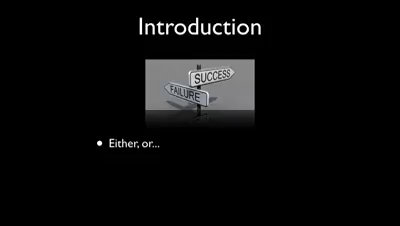 Introduction
SUCCESS
FAILURE
• Either, or...